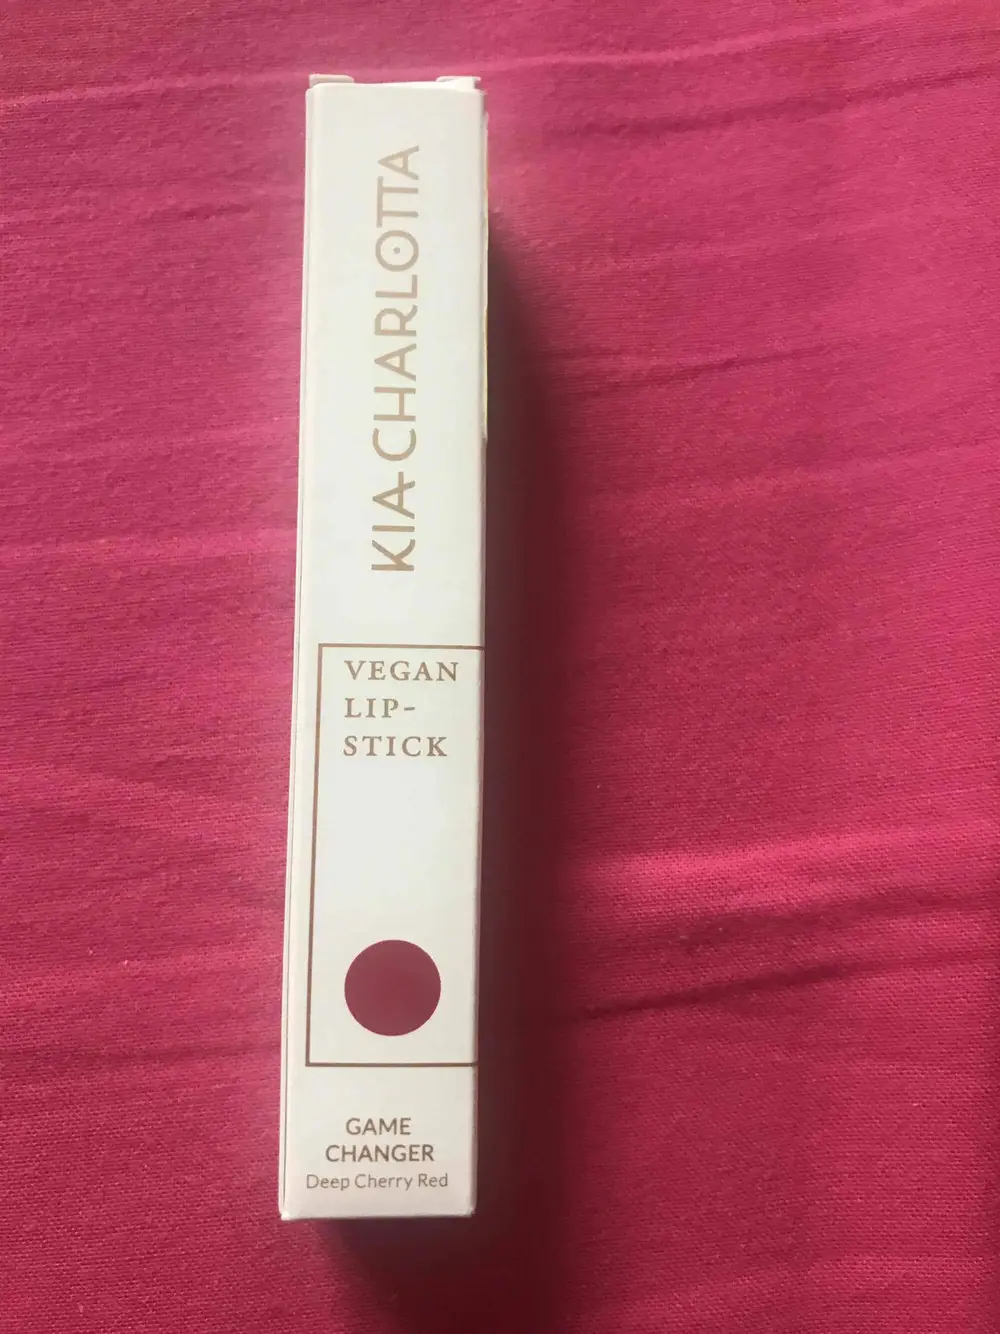 KIA-CHARLOTTA
VEGAN
LIP-
STICK
GAME
CHANGER
Deep Cherry Red